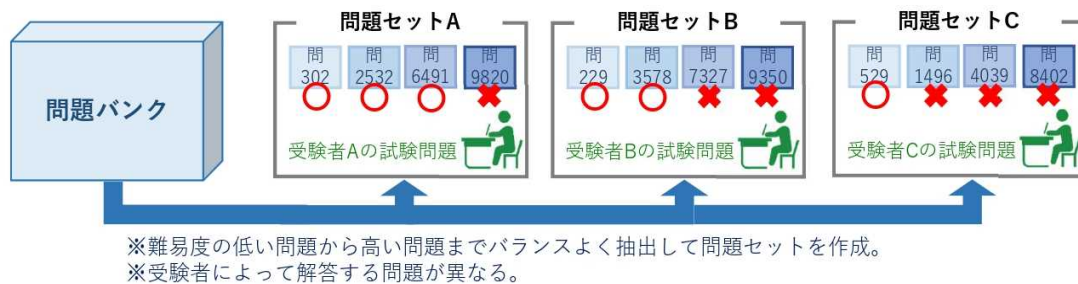 問題バンク
問題セットA
問
302
問
2532
問
6491
問
9820
受験者Aの試験問題
問題セットB
問
229
問
3578
問
7327
問
9350
受験者Bの試験問題
問題セットC
問
529
問
1496
問
4039
問
8402
受験者Cの試験問題
※難易度の低い問題から高い問題までバランスよく抽出して問題セットを作成。
※受験者によって解答する問題が異なる。